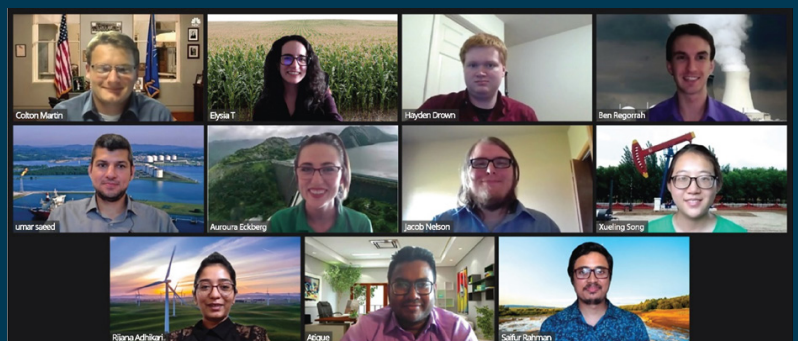 Colton Martin
Elysia T
Hayden Drown
Ben Regorrah
umar saeed
Auroura Eckberg
Jacob Nelson
Xueling Song
Rijana Adhikari
Atique
Saifur Rahman